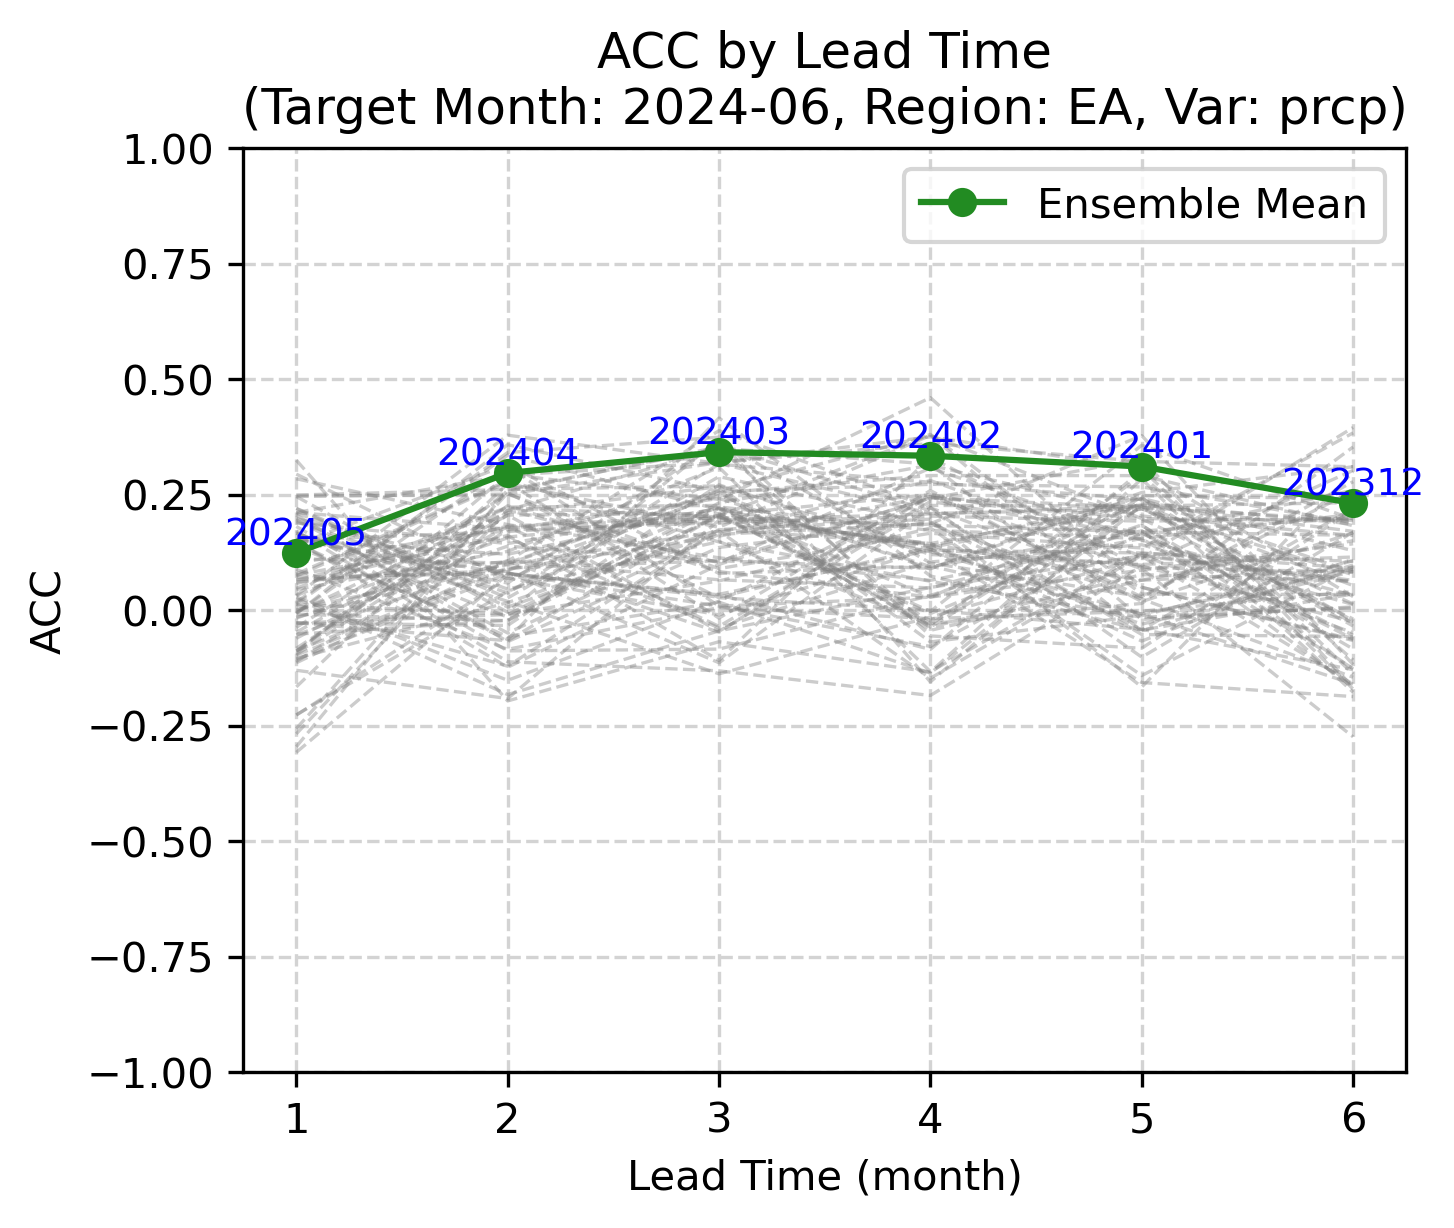 ACC by Lead Time
(Target Month: 2024-06, Region: EA, Var: prcp)
1.00
0.75
0.50
0.25
0.00
−0.25
−0.50
−0.75
−1.00
ACC
Ensemble Mean
202405
202404
202403
202402
202401
202312
1 2 3 4 5 6
Lead Time (month)